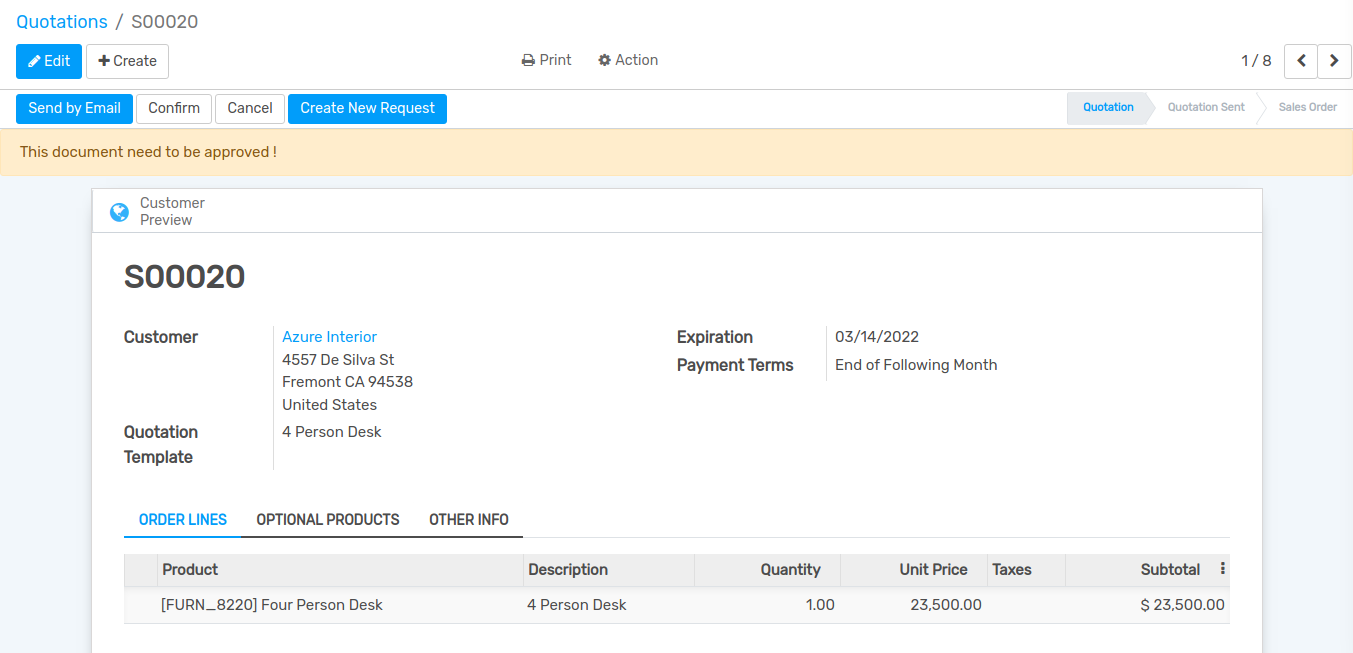 Quotations / S00020
Edit Create Print Action 1 / 8
Send by Email Confirm Cancel Create New Request Quotation Quotation Sent Sales Order
This document need to be approved !
Customer
Preview
S00020
Customer Azure Interior Expiration 03/14/2022
4557 De Silva St Payment Terms End of Following Month
Fremont CA 94538
United States
Quotation 4 Person Desk
Template
ORDER LINES OPTIONAL PRODUCTS OTHER INFO
Product Description Quantity Unit Price Taxes Subtotal
[FURN_8220] Four Person Desk 4 Person Desk 1.00 23,500.00 $ 23,500.00